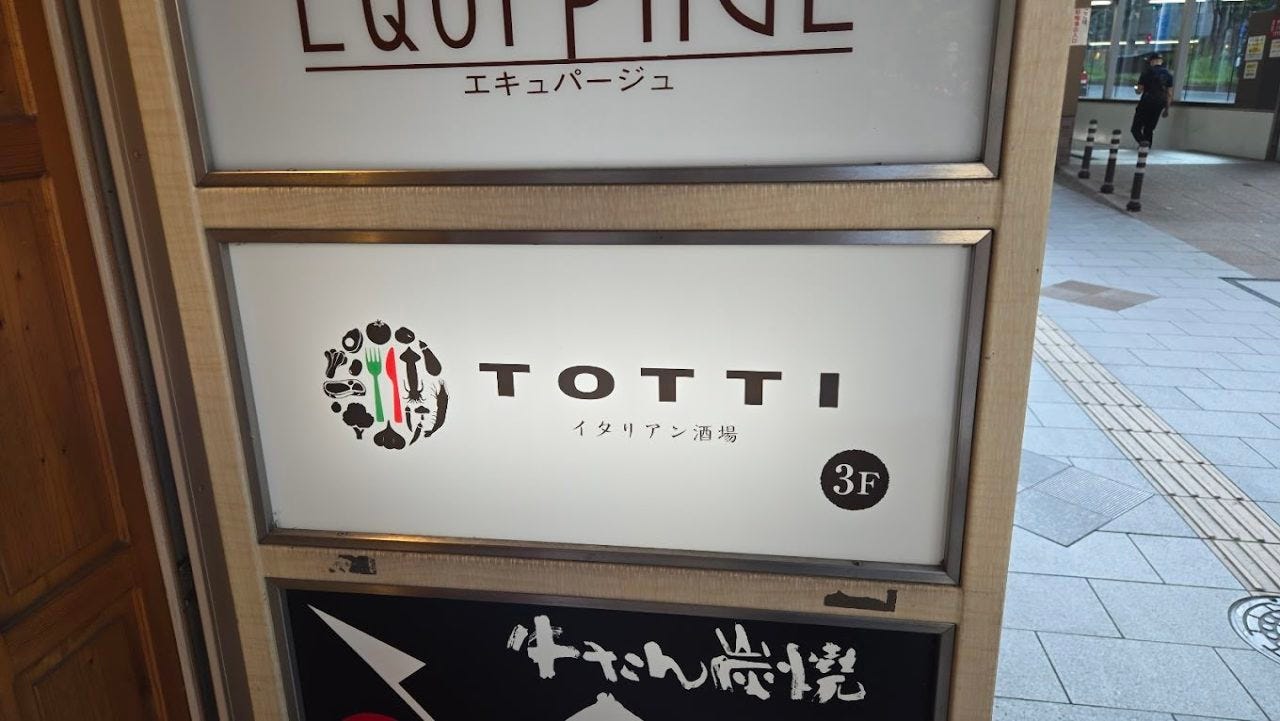 EQUIPAGE
エキュパージュ
TOTTI
イタリアン酒場
3F
牛たん炭焼